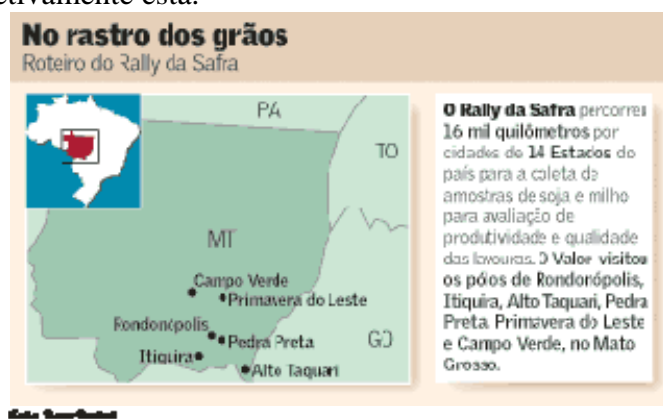 etivamente está.
No rastro dos grãos
Roteiro do Rally da Safra
PA
TO
MT
Campo Verde
Primavera do Leste
Rondonópolis
Pedra Preta
GO
Itiquira
Alto Taquari
O Rally da Safra percorreu
16 mil quilômetros por
cidades de 14 Estados do
país para a coleta de
amostras de soja e milho
para avaliação de
produtividade e qualidade
das lavouras. O Valor visitou
os pólos de Rondonópolis,
Itiquira, Alto Taquari, Pedra
Preta, Primavera do Leste
e Campo Verde, no Mato
Grosso.